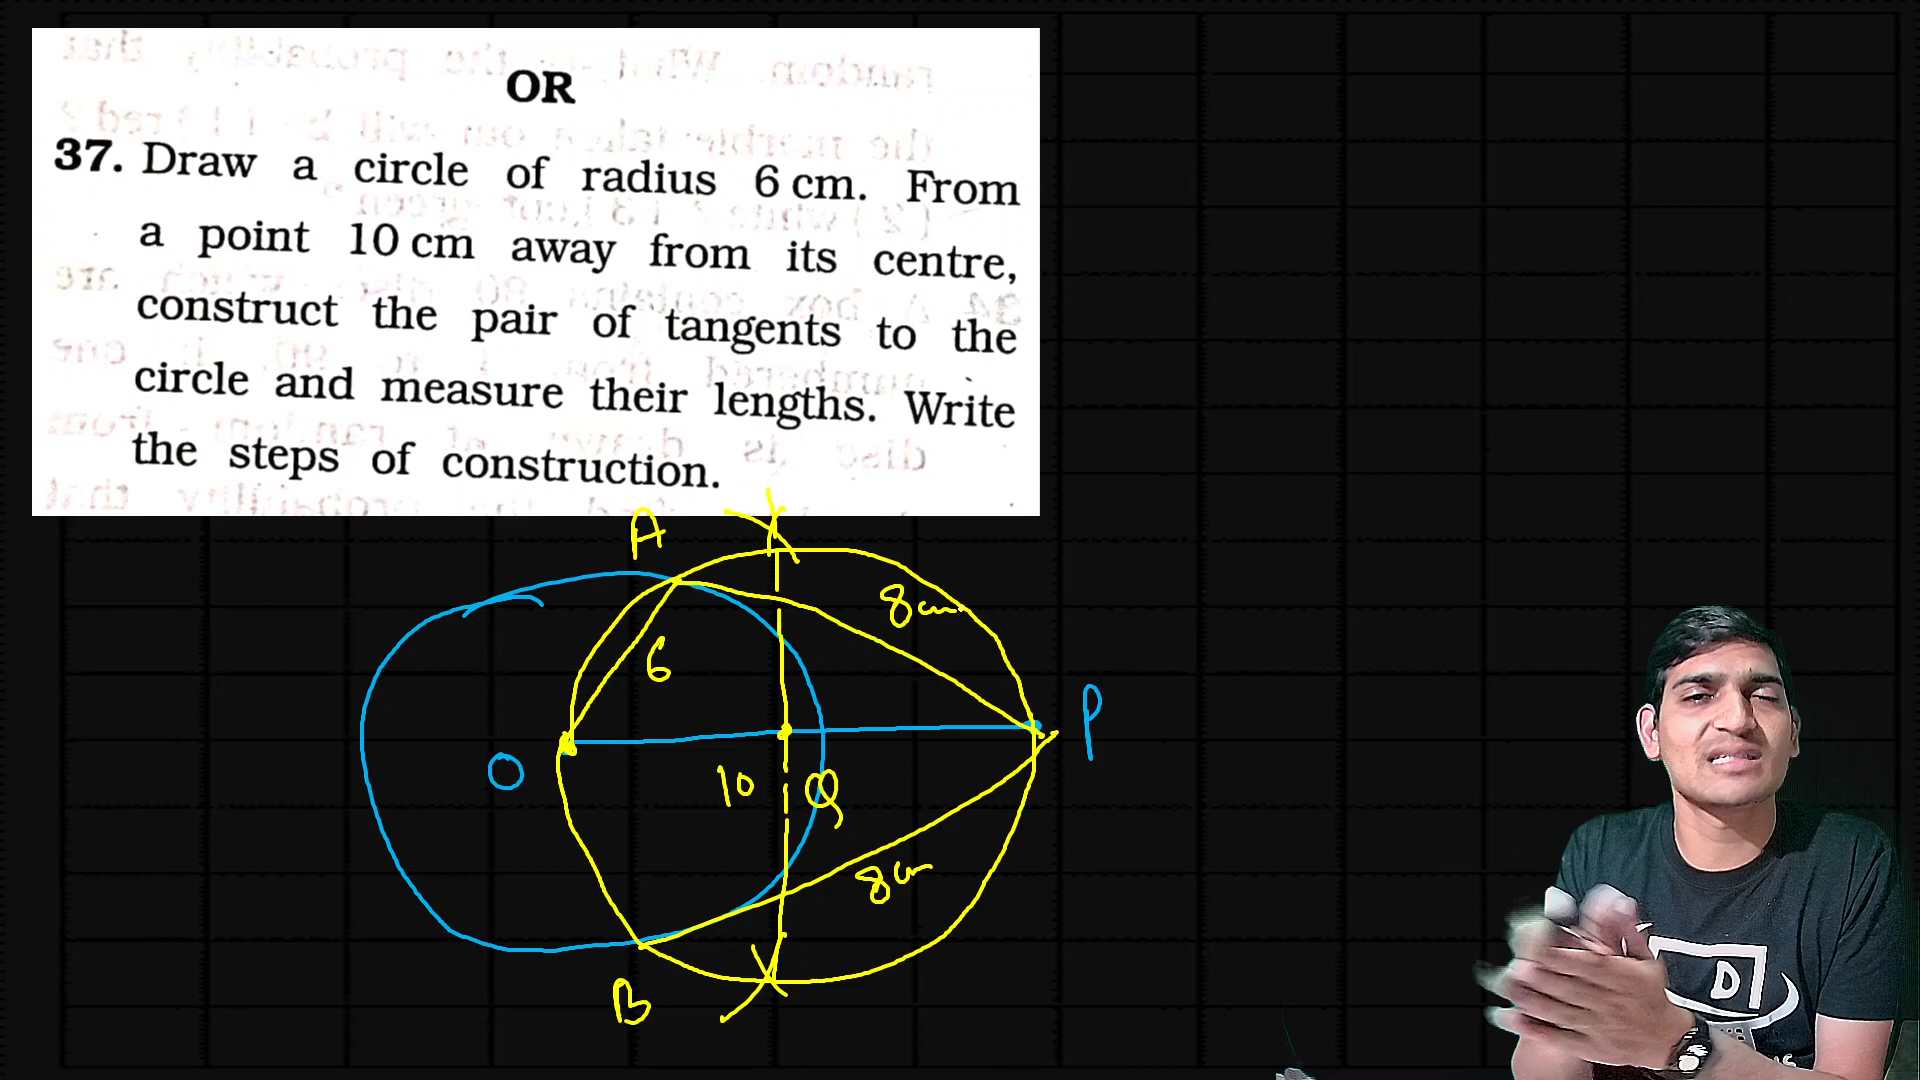 OR
37. Draw a circle of radius 6 cm. From
a point 10 cm away from its centre,
construct the pair of tangents to the
circle and measure their lengths. Write
the steps of construction.
A
8cm
6
P
O
10
Q
8cm
B
D